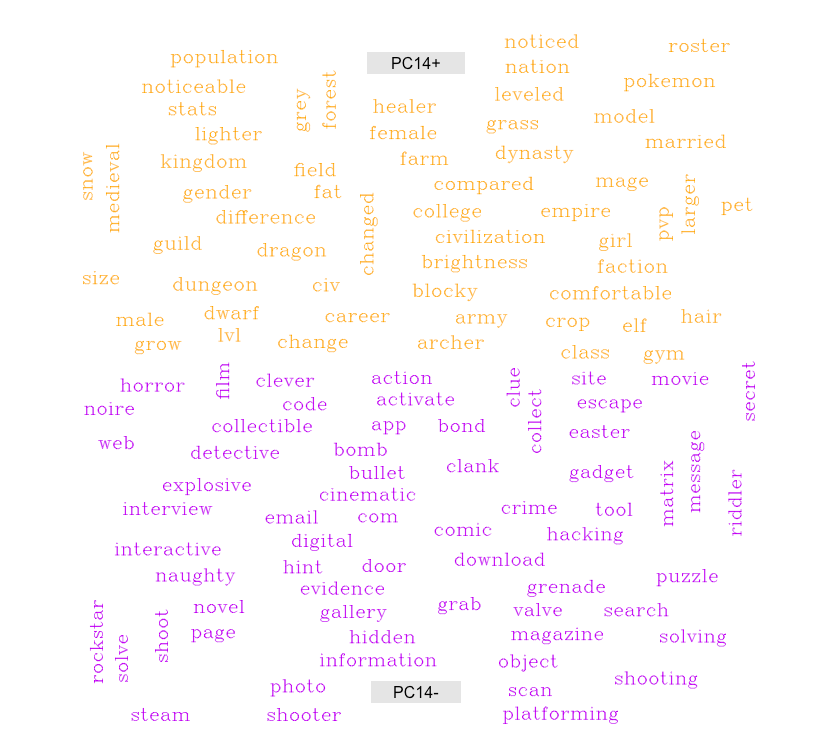 noticed
PC14+
roster
population
nation
noticeable
pokemon
stats
grey
forest
healer
leveled
lighter
female
grass
model
kingdom
field
farm
dynasty
married
snow
medieval
gender
fat
compared
mage
larger
pet
difference
changed
college
empire
pvp
guild
dragon
civilization
girl
brightness
faction
size
dungeon
civ
blocky
comfortable
male
dwarf
career
army
crop
elf
hair
grow
lvl
change
archer
class
gym
horror
film
clever
action
clue
site
movie
secret
noire
code
activate
collect
escape
collectible
app
bond
easter
web
detective
bomb
message
explosive
bullet
clank
gadget
matrix
riddler
interview
cinematic
email
com
crime
tool
comic
hacking
interactive
digital
download
naughty
hint
door
puzzle
evidence
grenade
rockstar
solve
shoot
novel
gallery
grab
valve
search
page
hidden
magazine
solving
information
object
photo
PC14-
scan
shooting
steam
shooter
platforming